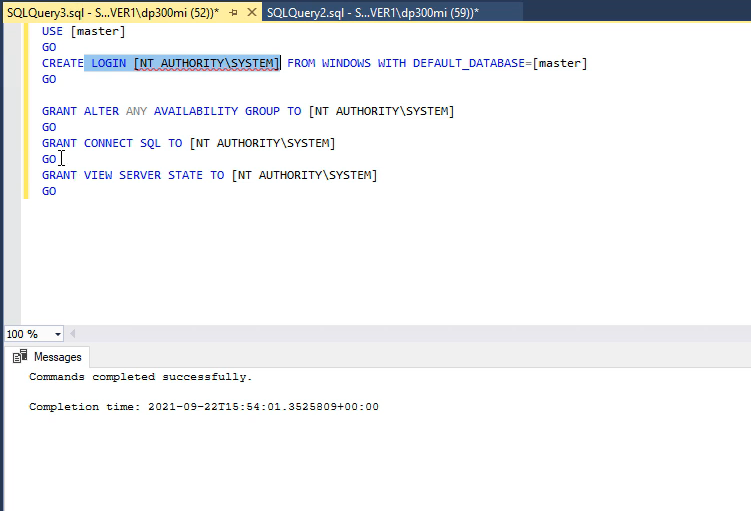 SQLQuery3.sql - S...VER1\dp300mi (52))* SQLQuery2.sql - S...VER1\dp300mi (59))*
USE [master]
GO
CREATE LOGIN [NT AUTHORITY\SYSTEM] FROM WINDOWS WITH DEFAULT_DATABASE=[master]
GO
GRANT ALTER ANY AVAILABILITY GROUP TO [NT AUTHORITY\SYSTEM]
GO
GRANT CONNECT SQL TO [NT AUTHORITY\SYSTEM]
GO
GRANT VIEW SERVER STATE TO [NT AUTHORITY\SYSTEM]
GO
100 %
Messages
Commands completed successfully.
Completion time: 2021-09-22T15:54:01.3525809+00:00